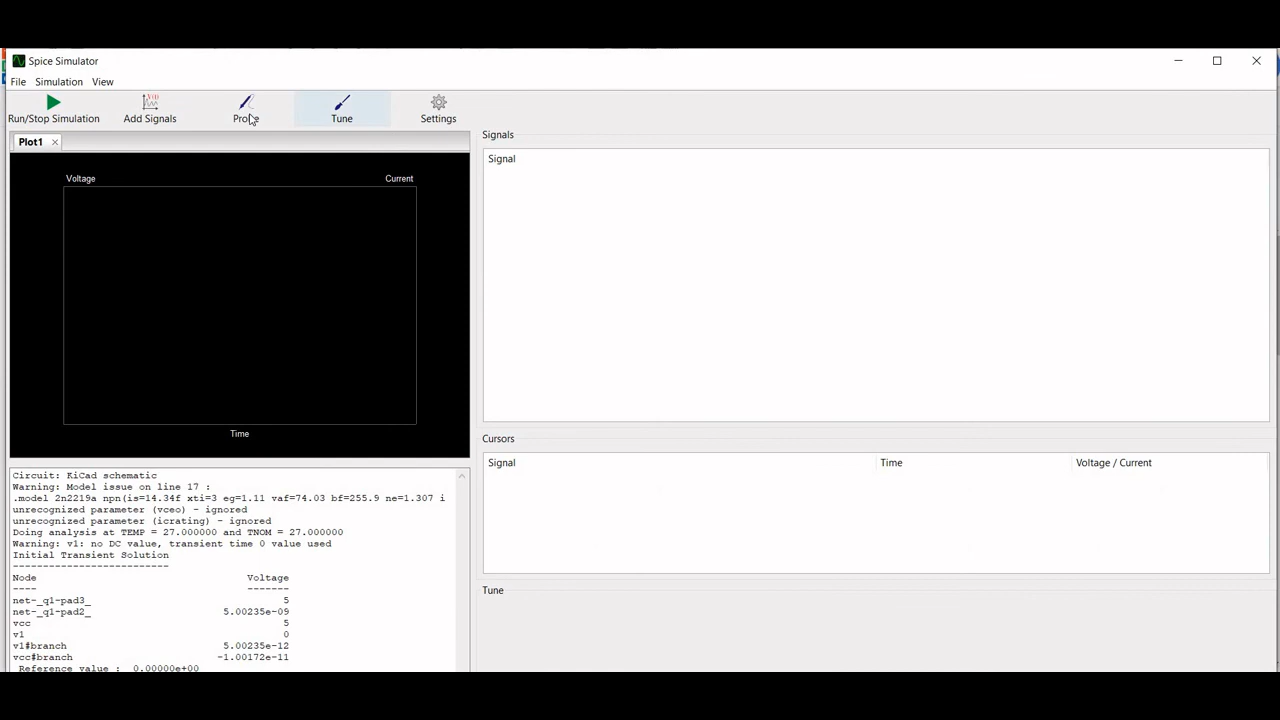 Spice Simulator
File Simulation View
Run/Stop Simulation Add Signals Probe Tune Settings
Plot1
Voltage Current
Time
Signals
Signal
Cursors
Signal Time Voltage / Current
Tune
Circuit: KiCad schematic
Warning: Model issue on line 17 :
.model 2n2219a npn(is=14.34f xti=3 eg=1.11 vaf=74.03 bf=255.9 ne=1.307 i
unrecognized parameter (vceo) - ignored
unrecognized parameter (icrating) - ignored
Doing analysis at TEMP = 27.000000 and TNOM = 27.000000
Warning: v1: no DC value, transient time 0 value used
Initial Transient Solution
--------------------------
Node Voltage
---- -------
net-_q1-pad3_ 5
net-_q1-pad2_ 5.00235e-09
vcc 5
v1 0
v1#branch 5.00235e-12
vcc#branch -1.00172e-11
Reference value : 0.00000e+00